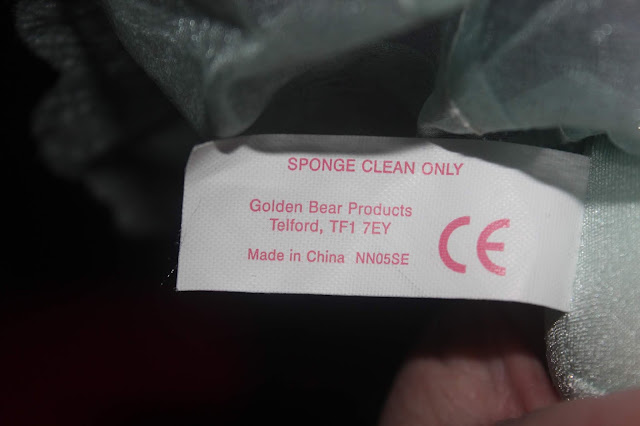 SPONGE CLEAN ONLY
Golden Bear Products
Telford, TF1 7EY
Made in China NN05SE
CE